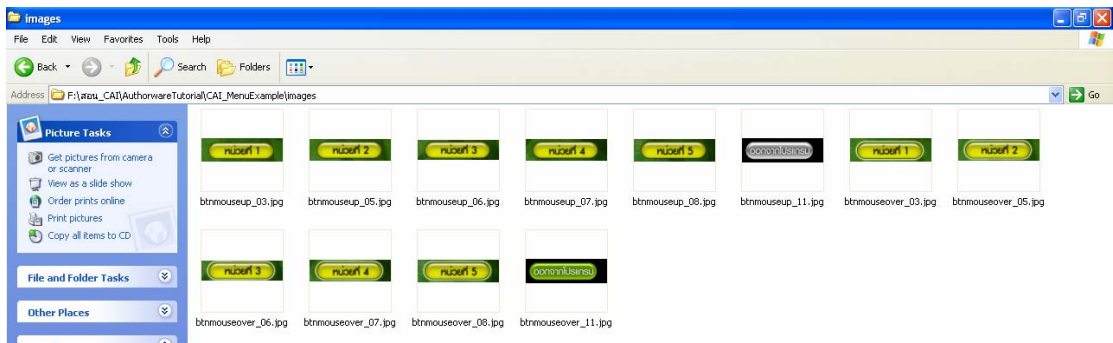 images
File Edit View Favorites Tools Help
Back Search Folders
Address F:\สอน_CAI\AuthorwareTutorial\CAI_MenuExample\images Go
Picture Tasks
Get pictures from camera
or scanner
View as a slide show
Order prints online
Print pictures
Copy all items to CD
File and Folder Tasks
Other Places
หน่วยที่ 1 หน่วยที่ 2 หน่วยที่ 3 หน่วยที่ 4 หน่วยที่ 5 ออกจากโปรแกรม หน่วยที่ 1 หน่วยที่ 2
btnmouseup_03.jpg btnmouseup_05.jpg btnmouseup_06.jpg btnmouseup_07.jpg btnmouseup_08.jpg btnmouseup_11.jpg btnmouseover_03.jpg btnmouseover_05.jpg
หน่วยที่ 3 หน่วยที่ 4 หน่วยที่ 5 ออกจากโปรแกรม
btnmouseover_06.jpg btnmouseover_07.jpg btnmouseover_08.jpg btnmouseover_11.jpg